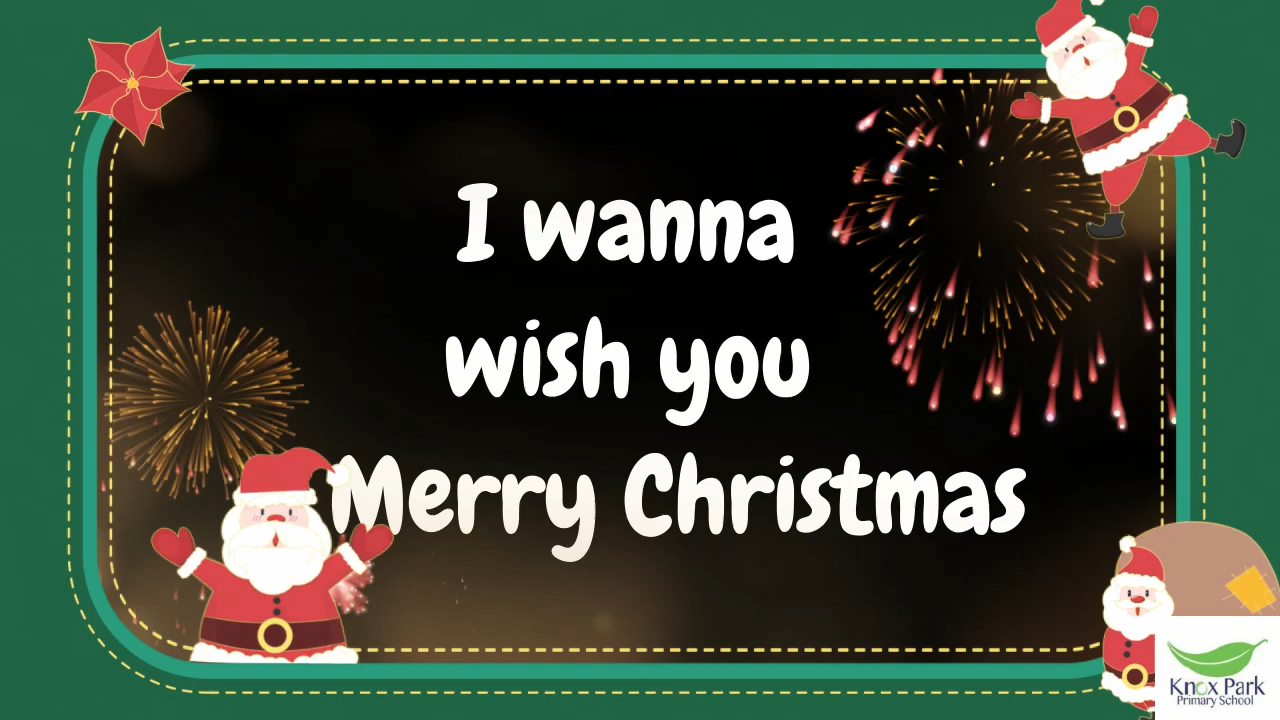 I wanna
wish you
Merry Christmas
Knox Park
Primary School